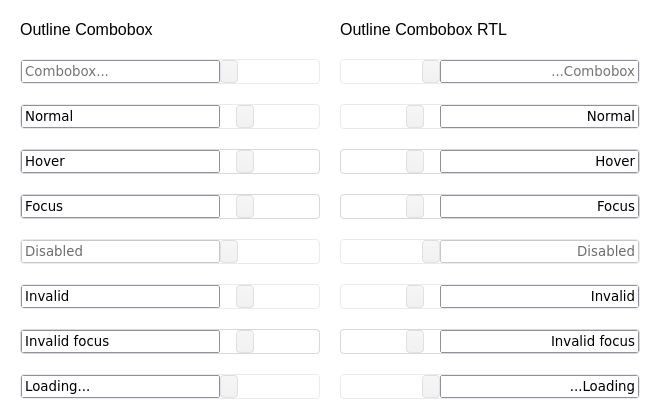 Outline Combobox
Combobox...
Normal
Hover
Focus
Disabled
Invalid
Invalid focus
Loading...
Outline Combobox RTL
...Combobox
Normal
Hover
Focus
Disabled
Invalid
Invalid focus
...Loading